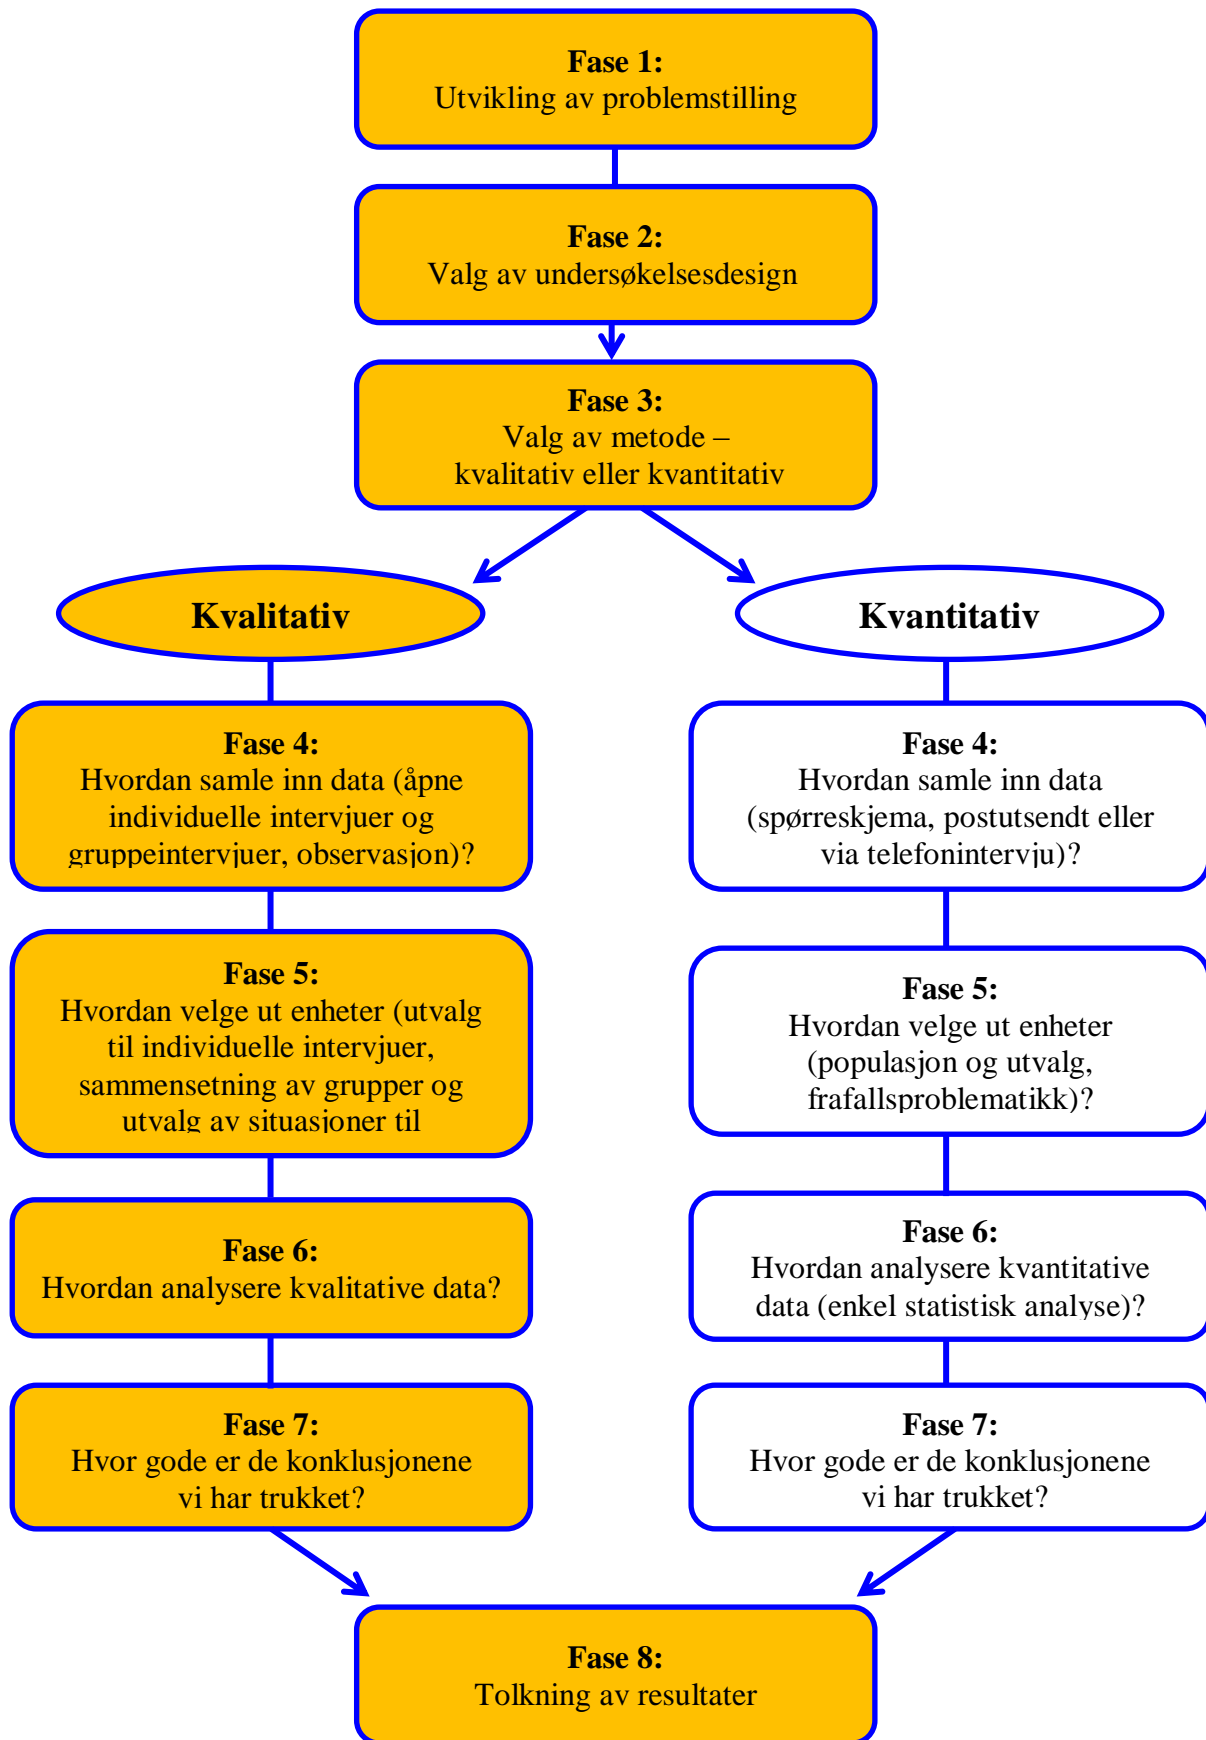 Fase 1:
Utvikling av problemstilling
Fase 2:
Valg av undersøkelsesdesign
Fase 3:
Valg av metode –
kvalitativ eller kvantitativ
Kvalitativ
Fase 4:
Hvordan samle inn data (åpne
individuelle intervjuer og
gruppeintervjuer, observasjon)?
Fase 5:
Hvordan velge ut enheter (utvalg
til individuelle intervjuer,
sammensetning av grupper og
utvalg av situasjoner til
Fase 6:
Hvordan analysere kvalitative data?
Fase 7:
Hvor gode er de konklusjonene
vi har trukket?
Kvantitativ
Fase 4:
Hvordan samle inn data
(spørreskjema, postutsendt eller
via telefonintervju)?
Fase 5:
Hvordan velge ut enheter
(populasjon og utvalg,
frafallsproblematikk)?
Fase 6:
Hvordan analysere kvantitative
data (enkel statistisk analyse)?
Fase 7:
Hvor gode er de konklusjonene
vi har trukket?
Fase 8:
Tolkning av resultater